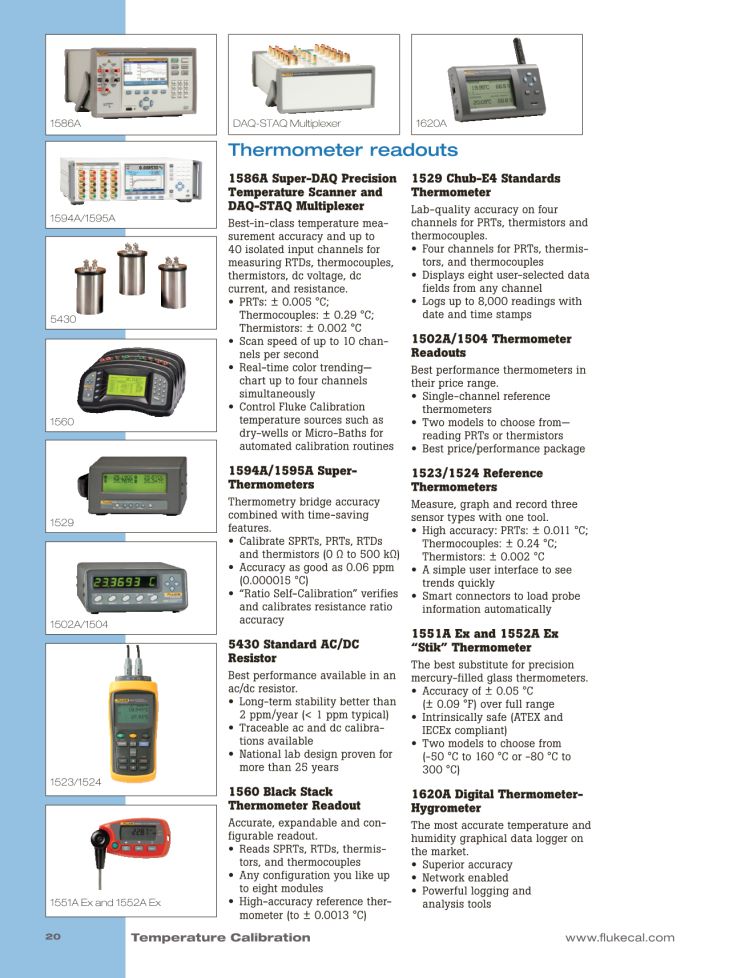 1586A
DAQ-STAQ Multiplexer
1620A
1594A/1595A
5430
1560
1529
1502A/1504
23.3693 C
1523/1524
1551A Ex and 1552A Ex
Thermometer readouts
1586A Super-DAQ Precision
Temperature Scanner and
DAQ-STAQ Multiplexer
Best-in-class temperature mea-
surement accuracy and up to
40 isolated input channels for
measuring RTDs, thermocouples,
thermistors, dc voltage, dc
current, and resistance.
• PRTs: ± 0.005 °C;
Thermocouples: ± 0.29 °C;
Thermistors: ± 0.002 °C
• Scan speed of up to 10 chan-
nels per second
• Real-time color trending—
chart up to four channels
simultaneously
• Control Fluke Calibration
temperature sources such as
dry-wells or Micro-Baths for
automated calibration routines
1594A/1595A Super-
Thermometers
Thermometry bridge accuracy
combined with time-saving
features.
• Calibrate SPRTs, PRTs, RTDs
and thermistors (0 Ω to 500 kΩ)
• Accuracy as good as 0.06 ppm
(0.000015 °C)
• “Ratio Self-Calibration” verifies
and calibrates resistance ratio
accuracy
5430 Standard AC/DC
Resistor
Best performance available in an
ac/dc resistor.
• Long-term stability better than
2 ppm/year (< 1 ppm typical)
• Traceable ac and dc calibra-
tions available
• National lab design proven for
more than 25 years
1560 Black Stack
Thermometer Readout
Accurate, expandable and con-
figurable readout.
• Reads SPRTs, RTDs, thermis-
tors, and thermocouples
• Any configuration you like up
to eight modules
• High-accuracy reference ther-
mometer (to ± 0.0013 °C)
1529 Chub-E4 Standards
Thermometer
Lab-quality accuracy on four
channels for PRTs, thermistors and
thermocouples.
• Four channels for PRTs, thermis-
tors, and thermocouples
• Displays eight user-selected data
fields from any channel
• Logs up to 8,000 readings with
date and time stamps
1502A/1504 Thermometer
Readouts
Best performance thermometers in
their price range.
• Single-channel reference
thermometers
• Two models to choose from—
reading PRTs or thermistors
• Best price/performance package
1523/1524 Reference
Thermometers
Measure, graph and record three
sensor types with one tool.
• High accuracy: PRTs: ± 0.011 °C;
Thermocouples: ± 0.24 °C;
Thermistors: ± 0.002 °C
• A simple user interface to see
trends quickly
• Smart connectors to load probe
information automatically
1551A Ex and 1552A Ex
“Stik” Thermometer
The best substitute for precision
mercury-filled glass thermometers.
• Accuracy of ± 0.05 °C
(± 0.09 °F) over full range
• Intrinsically safe (ATEX and
IECEx compliant)
• Two models to choose from
(-50 °C to 160 °C or -80 °C to
300 °C)
1620A Digital Thermometer-
Hygrometer
The most accurate temperature and
humidity graphical data logger on
the market.
• Superior accuracy
• Network enabled
• Powerful logging and
analysis tools
20
Temperature Calibration
www.flukecal.com